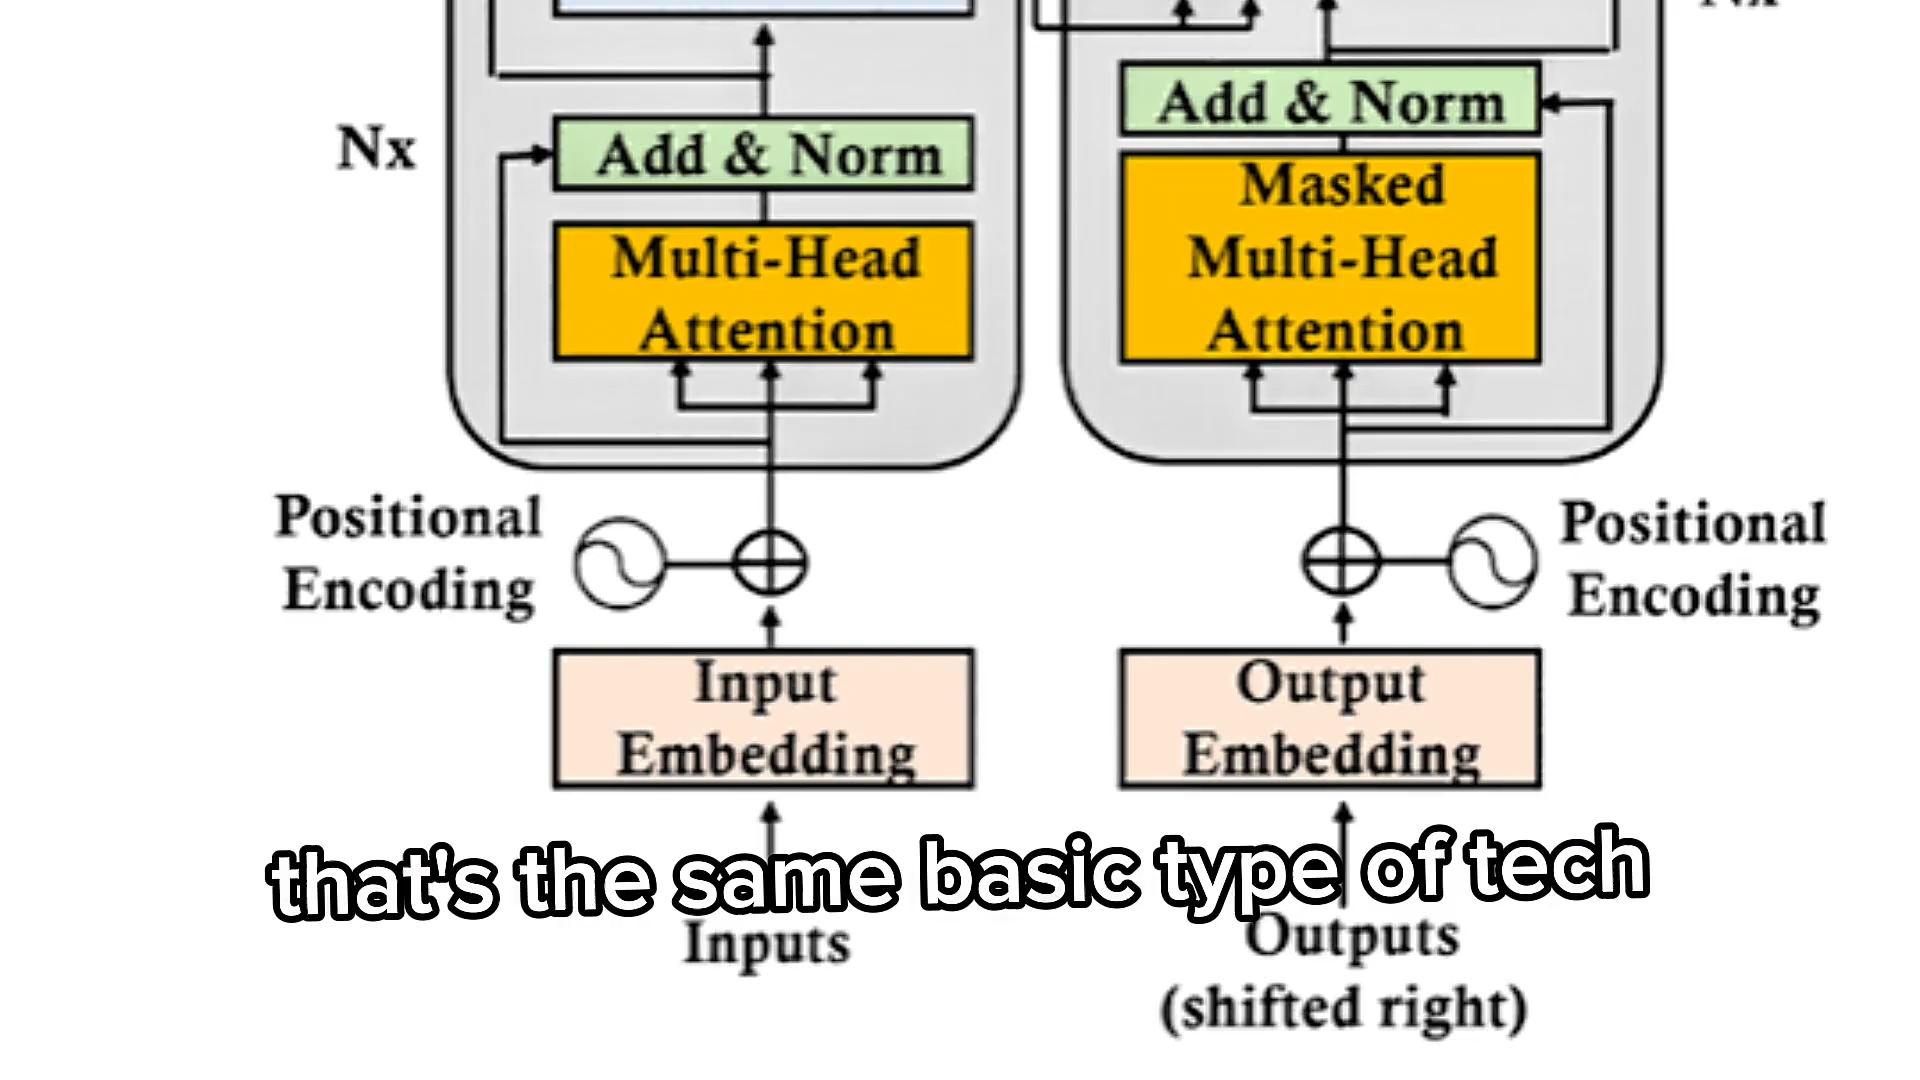 Nx
Add & Norm
Multi-Head
Attention
Positional
Encoding
Input
Embedding
Inputs
Nx
Add & Norm
Masked
Multi-Head
Attention
Positional
Encoding
Output
Embedding
Outputs
(shifted right)
that's the same basic type of tech